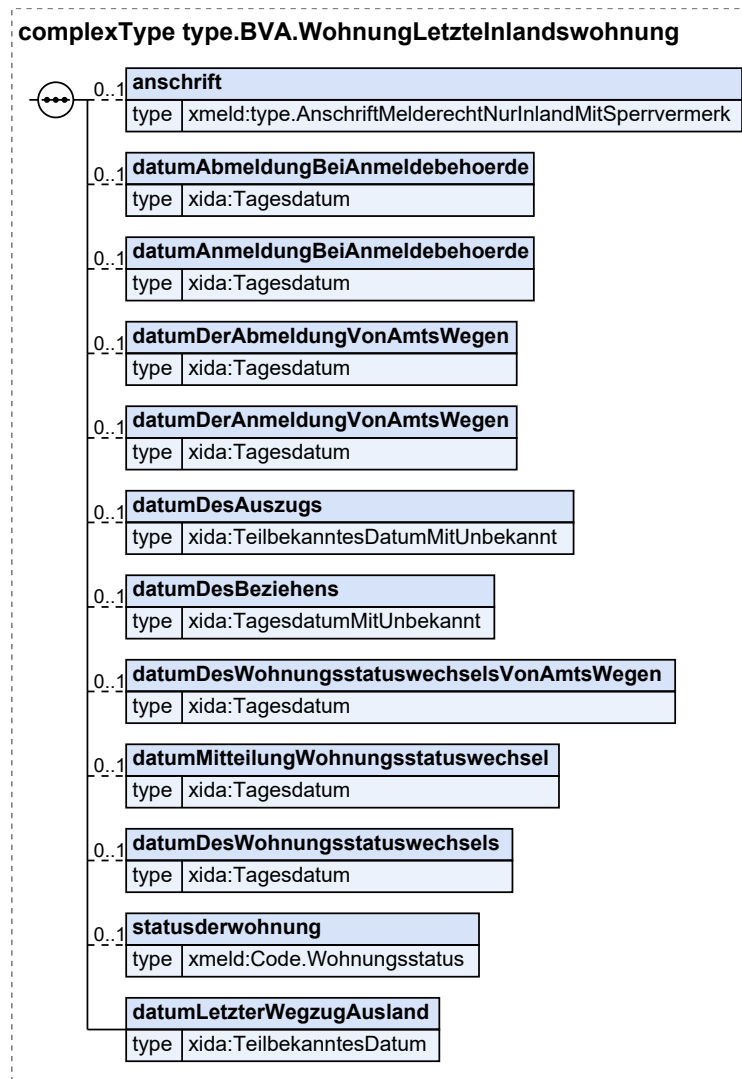 complexType type.BVA.WohnungLetzteInlandswohnung
0..1 anschrift
type xmeld:type.AnschriftMelderechtNurInlandMitSperrvermerk
0..1 datumAbmeldungBeiAnmeldebehoerde
type xida:Tagesdatum
0..1 datumAnmeldungBeiAnmeldebehoerde
type xida:Tagesdatum
0..1 datumDerAbmeldungVonAmtsWegen
type xida:Tagesdatum
0..1 datumDerAnmeldungVonAmtsWegen
type xida:Tagesdatum
0..1 datumDesAuszugs
type xida:TeilbekanntesDatumMitUnbekannt
0..1 datumDesBeziehens
type xida:TagesdatumMitUnbekannt
0..1 datumDesWohnungsstatuswechselsVonAmtsWegen
type xida:Tagesdatum
0..1 datumMitteilungWohnungsstatuswechsel
type xida:Tagesdatum
0..1 datumDesWohnungsstatuswechsels
type xida:Tagesdatum
0..1 statusderwohnung
type xmeld:Code.Wohnungsstatus
datumLetzterWegzugAusland
type xida:TeilbekanntesDatum